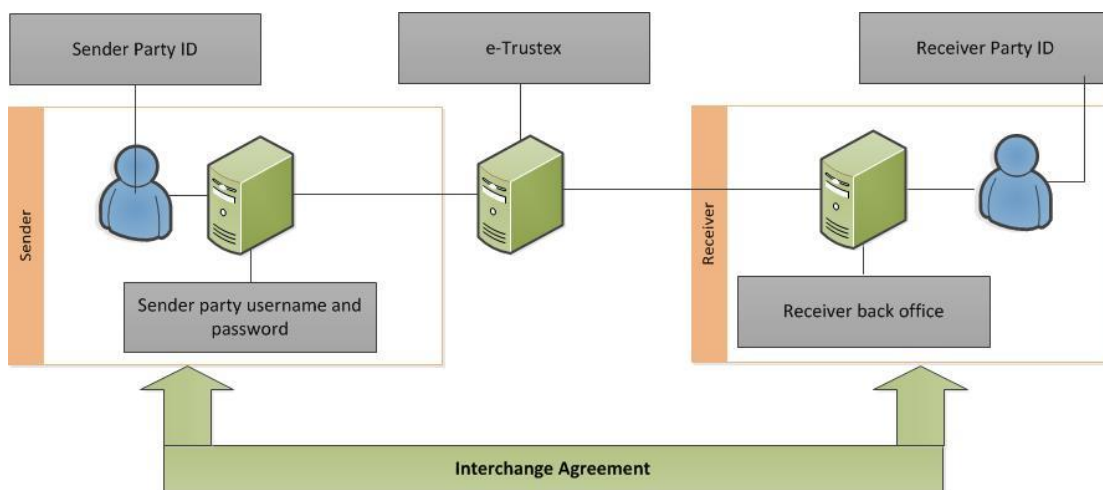 Sender Party ID
e-Trustex
Receiver Party ID
Sender
Sender party username and
password
Receiver
Receiver back office
Interchange Agreement